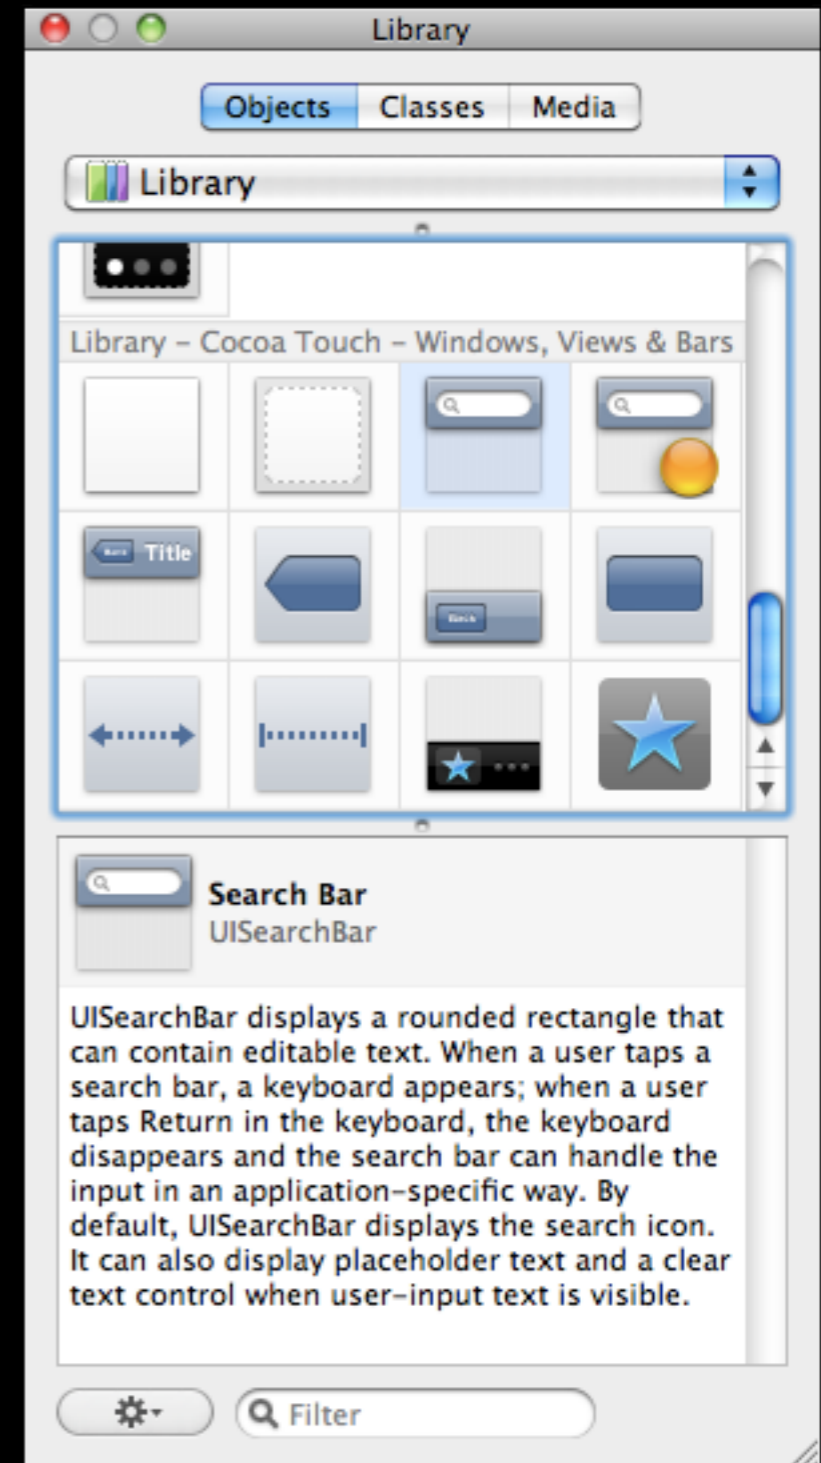 Library
Objects Classes Media
Library
Library – Cocoa Touch – Windows, Views & Bars
Back Title
Back
Search Bar
UISearchBar
UISearchBar displays a rounded rectangle that
can contain editable text. When a user taps a
search bar, a keyboard appears; when a user
taps Return in the keyboard, the keyboard
disappears and the search bar can handle the
input in an application–specific way. By
default, UISearchBar displays the search icon.
It can also display placeholder text and a clear
text control when user–input text is visible.
Filter